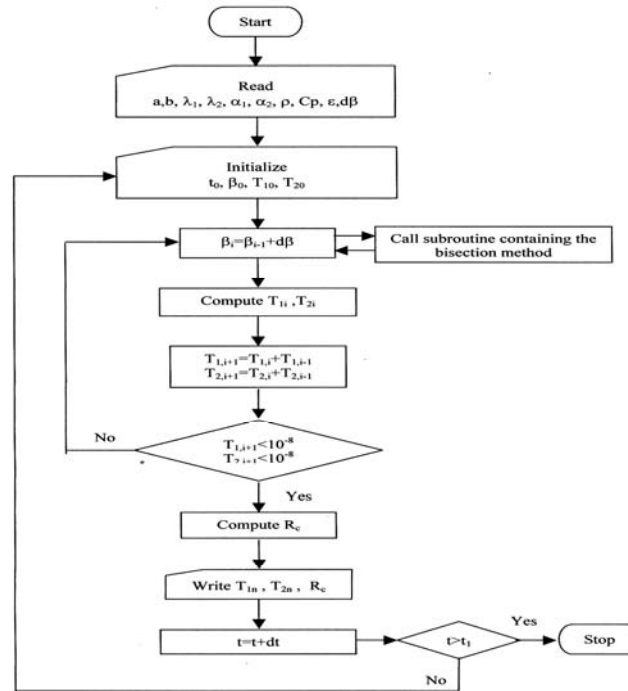 Start
Read
a,b, λ₁, λ₂, α₁, α₂, ρ, Cp, ε,dβ
Initialize
t₀, β₀, T₁₀, T₂₀
βᵢ=βᵢ₋₁+dβ
Call subroutine containing the
bisection method
Compute T₁ᵢ ,T₂ᵢ
T₁,ᵢ₊₁=T₁,ᵢ+T₁,ᵢ₋₁
T₂,ᵢ₊₁=T₂,ᵢ+T₂,ᵢ₋₁
No
T₁,ᵢ₊₁<10⁻⁸
T₂,ᵢ₊₁<10⁻⁸
Yes
Compute R_c
Write T₁ₙ , T₂ₙ , R_c
t=t+dt
t>t₁
Yes
Stop
No